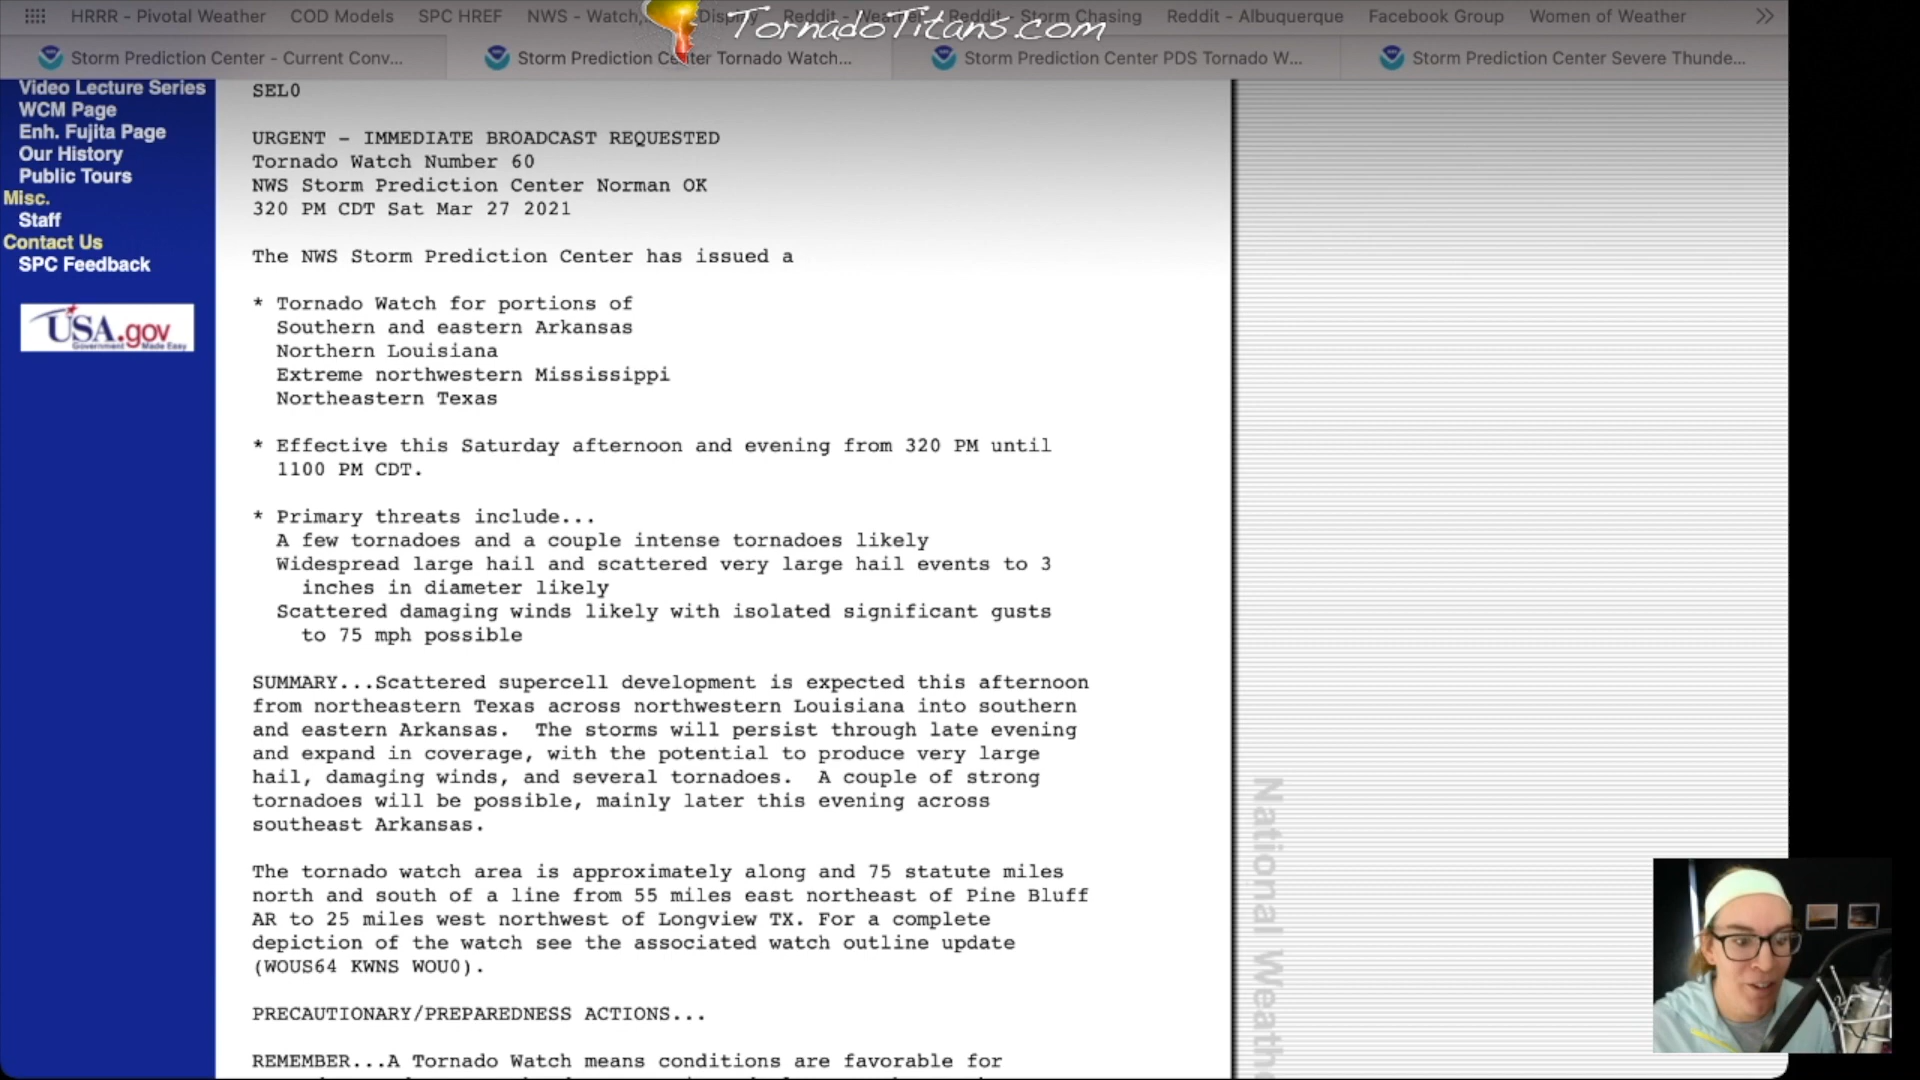 HRRR - Pivotal Weather COD Models SPC HREF NWS - Watch, Display Reddit - Weather Reddit - Storm Chasing Reddit - Albuquerque Facebook Group Women of Weather
TornadoTitans.com
Storm Prediction Center - Current Conv... Storm Prediction Center Tornado Watch... Storm Prediction Center PDS Tornado W... Storm Prediction Center Severe Thunde...
Video Lecture Series
WCM Page
Enh. Fujita Page
Our History
Public Tours
Misc.
Staff
Contact Us
SPC Feedback
USA.gov
Government Made Easy
SEL0
URGENT - IMMEDIATE BROADCAST REQUESTED
Tornado Watch Number 60
NWS Storm Prediction Center Norman OK
320 PM CDT Sat Mar 27 2021
The NWS Storm Prediction Center has issued a
* Tornado Watch for portions of
Southern and eastern Arkansas
Northern Louisiana
Extreme northwestern Mississippi
Northeastern Texas
* Effective this Saturday afternoon and evening from 320 PM until
1100 PM CDT.
* Primary threats include...
A few tornadoes and a couple intense tornadoes likely
Widespread large hail and scattered very large hail events to 3
inches in diameter likely
Scattered damaging winds likely with isolated significant gusts
to 75 mph possible
SUMMARY...Scattered supercell development is expected this afternoon
from northeastern Texas across northwestern Louisiana into southern
and eastern Arkansas. The storms will persist through late evening
and expand in coverage, with the potential to produce very large
hail, damaging winds, and several tornadoes. A couple of strong
tornadoes will be possible, mainly later this evening across
southeast Arkansas.
The tornado watch area is approximately along and 75 statute miles
north and south of a line from 55 miles east northeast of Pine Bluff
AR to 25 miles west northwest of Longview TX. For a complete
depiction of the watch see the associated watch outline update
(WOUS64 KWNS WOU0).
PRECAUTIONARY/PREPAREDNESS ACTIONS...
REMEMBER...A Tornado Watch means conditions are favorable for
National Weath